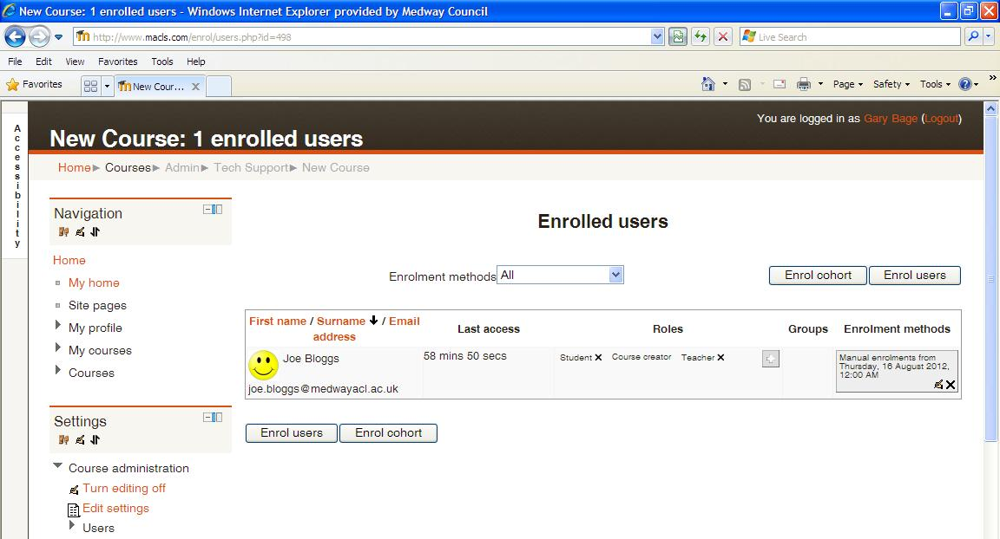 New Course: 1 enrolled users - Windows Internet Explorer provided by Medway Council
http://www.macls.com/enrol/users.php?id=498
Live Search
File Edit View Favorites Tools Help
Favorites
New Cour... X
Page Safety Tools
Accessibility
You are logged in as Gary Bage (Logout)
New Course: 1 enrolled users
Home Courses Admin Tech Support New Course
Navigation
Home
My home
Site pages
My profile
My courses
Courses
Settings
Course administration
Turn editing off
Edit settings
Users
Enrolled users
Enrolment methods All
Enrol cohort Enrol users
First name / Surname / Email address
Last access
Roles
Groups
Enrolment methods
Joe Bloggs
joe.bloggs@medwayacl.ac.uk
58 mins 50 secs
Student Course creator Teacher
Manual enrolments from
Thursday, 16 August 2012,
12:00 AM
Enrol users Enrol cohort